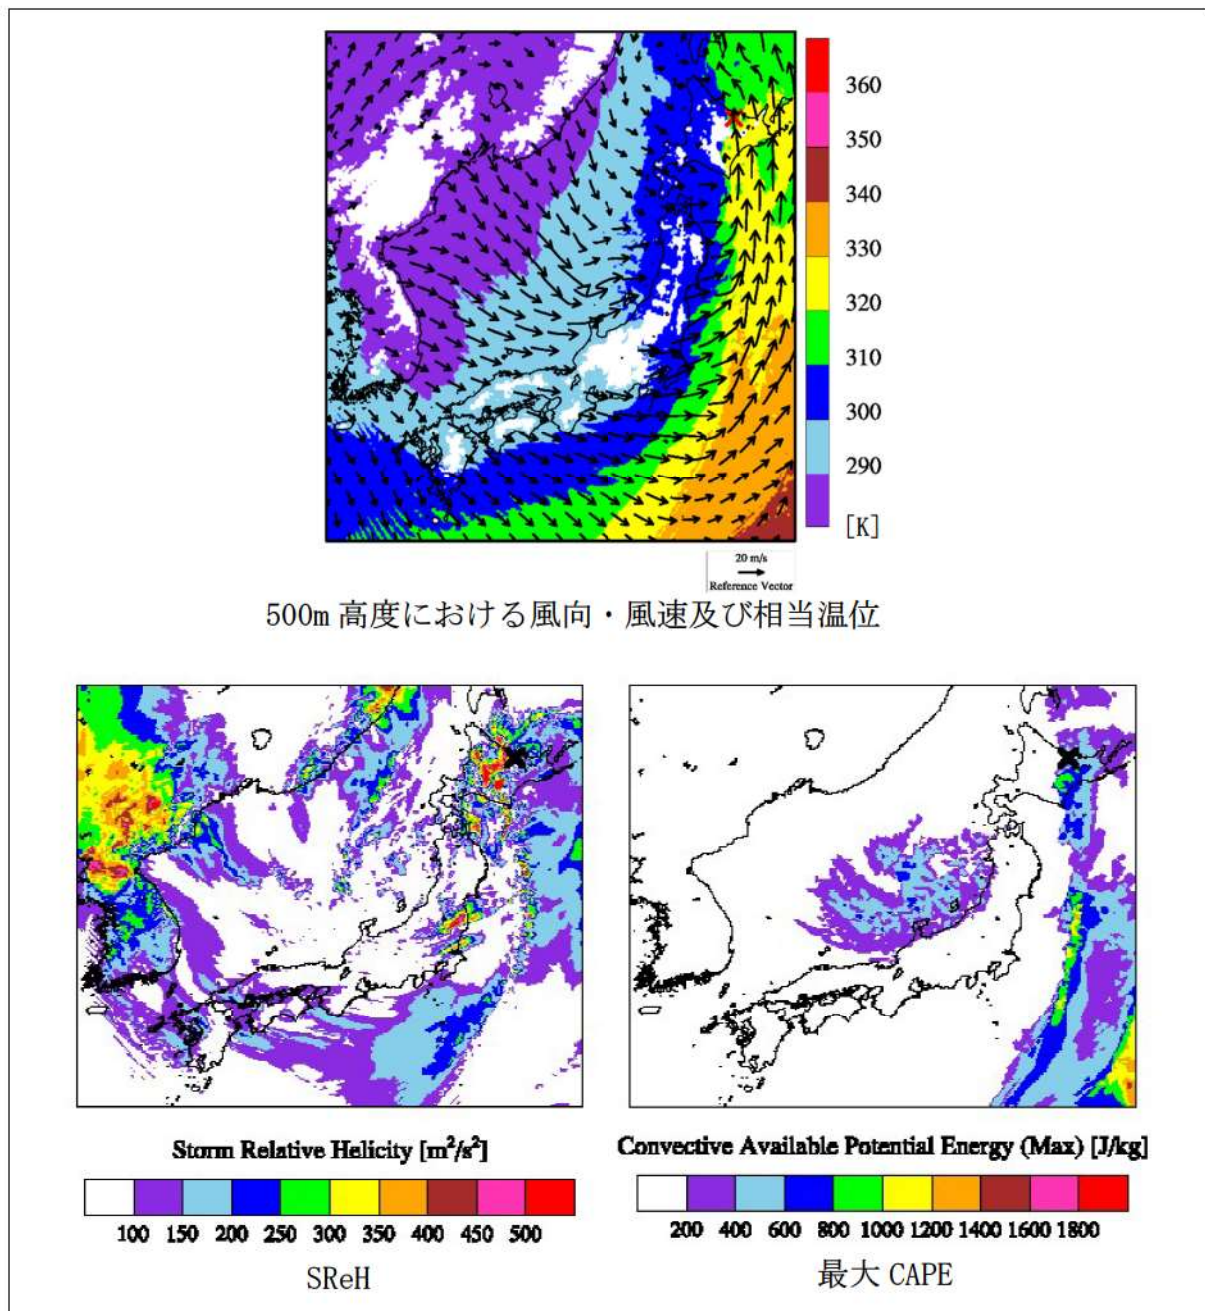 360
350
340
330
320
310
300
290
[K]
20 m/s
Reference Vector
500m 高度における風向・風速及び相当温位
Storm Relative Helicity [m²/s²]
100 150 200 250 300 350 400 450 500
SReH
Convective Available Potential Energy (Max) [J/kg]
200 400 600 800 1000 1200 1400 1600 1800
最大 CAPE